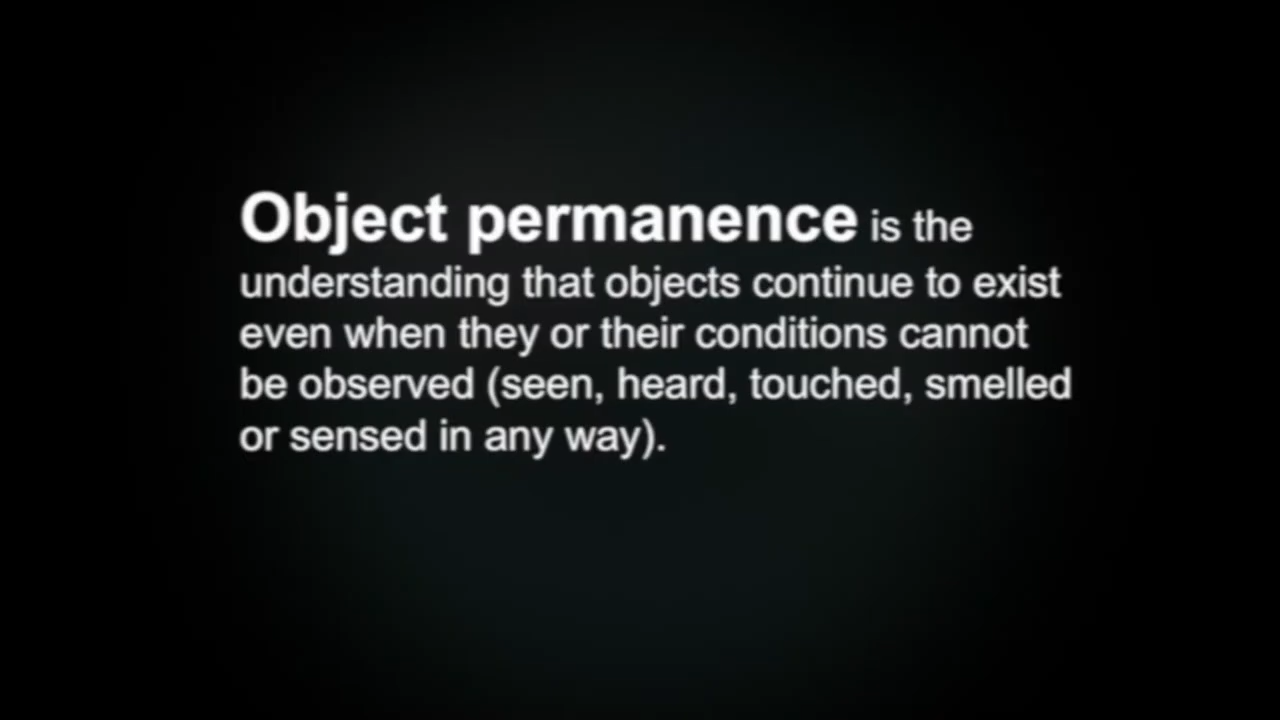 Object permanence is the
understanding that objects continue to exist
even when they or their conditions cannot
be observed (seen, heard, touched, smelled
or sensed in any way).